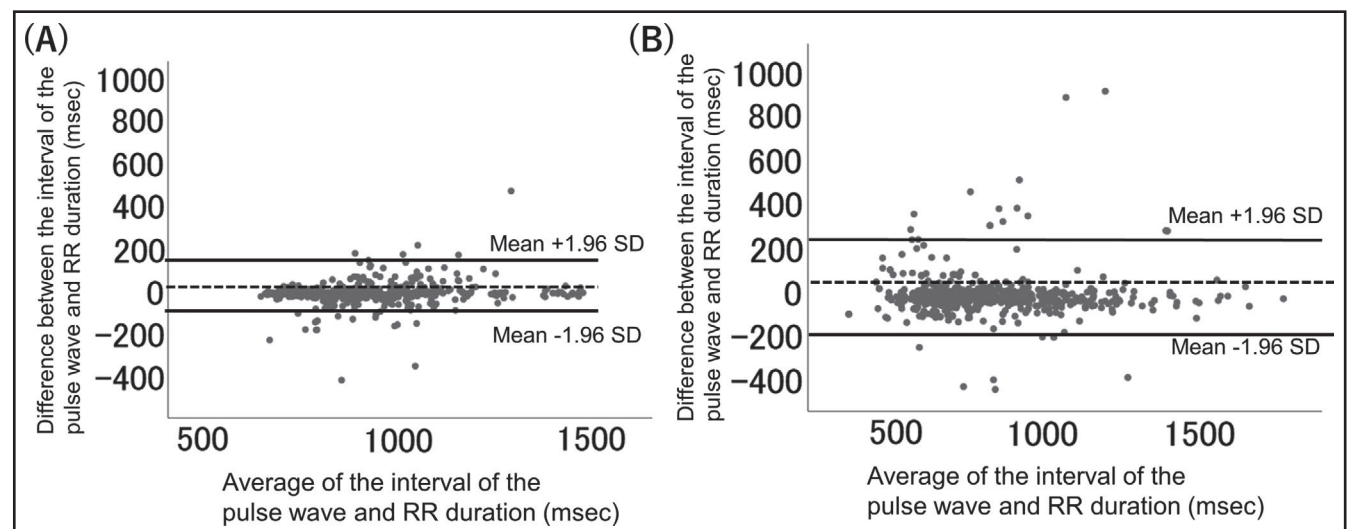 (A)
Difference between the interval of the
pulse wave and RR duration (msec)
1000
800
600
400
200
0
−200
−400
Mean +1.96 SD
Mean -1.96 SD
500 1000 1500
Average of the interval of the
pulse wave and RR duration (msec)
(B)
Difference between the interval of the
pulse wave and RR duration (msec)
1000
800
600
400
200
0
−200
−400
Mean +1.96 SD
Mean -1.96 SD
500 1000 1500
Average of the interval of the
pulse wave and RR duration (msec)